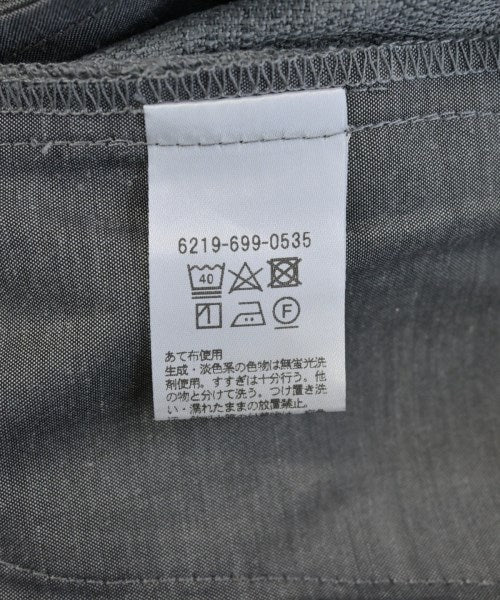 6219-699-0535
40
F
あて布使用
生成・淡色系の色物は無蛍光洗
剤使用。すすぎは十分行う。他
の物と分けて洗う。つけ置き洗
い・濡れたままの放置禁止。